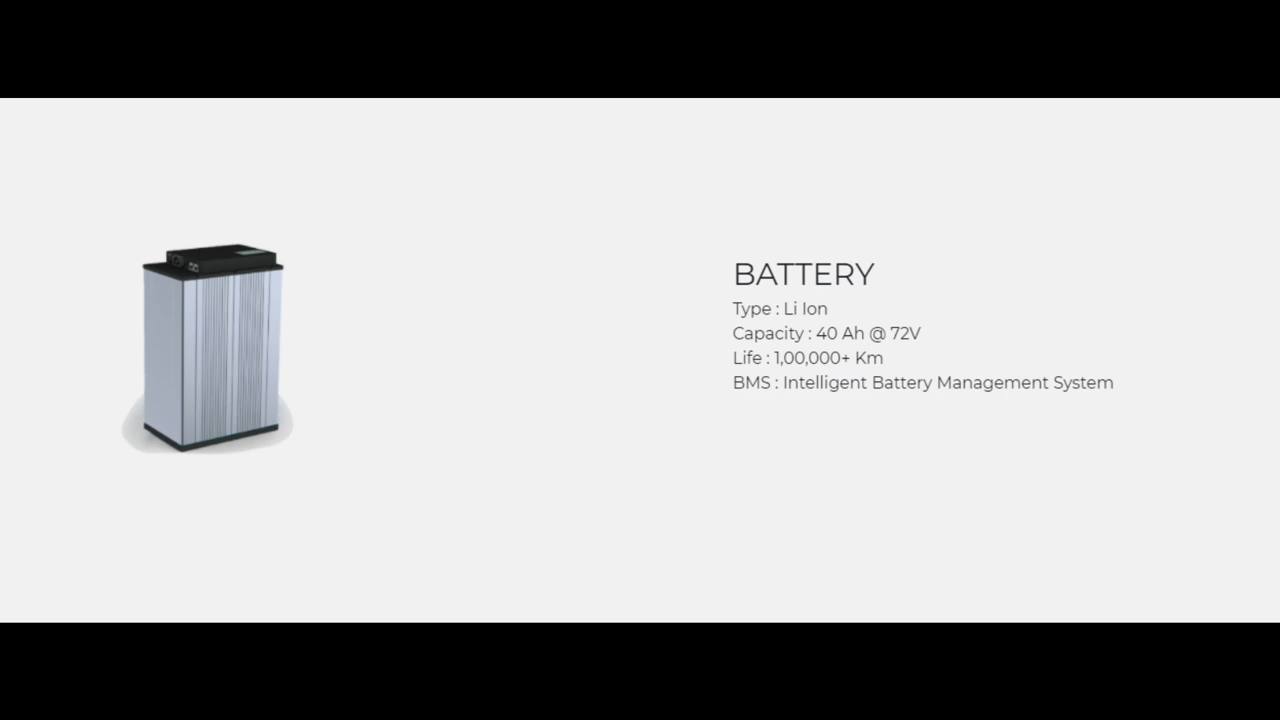 BATTERY
Type : Li Ion
Capacity : 40 Ah @ 72V
Life : 1,00,000+ Km
BMS : Intelligent Battery Management System